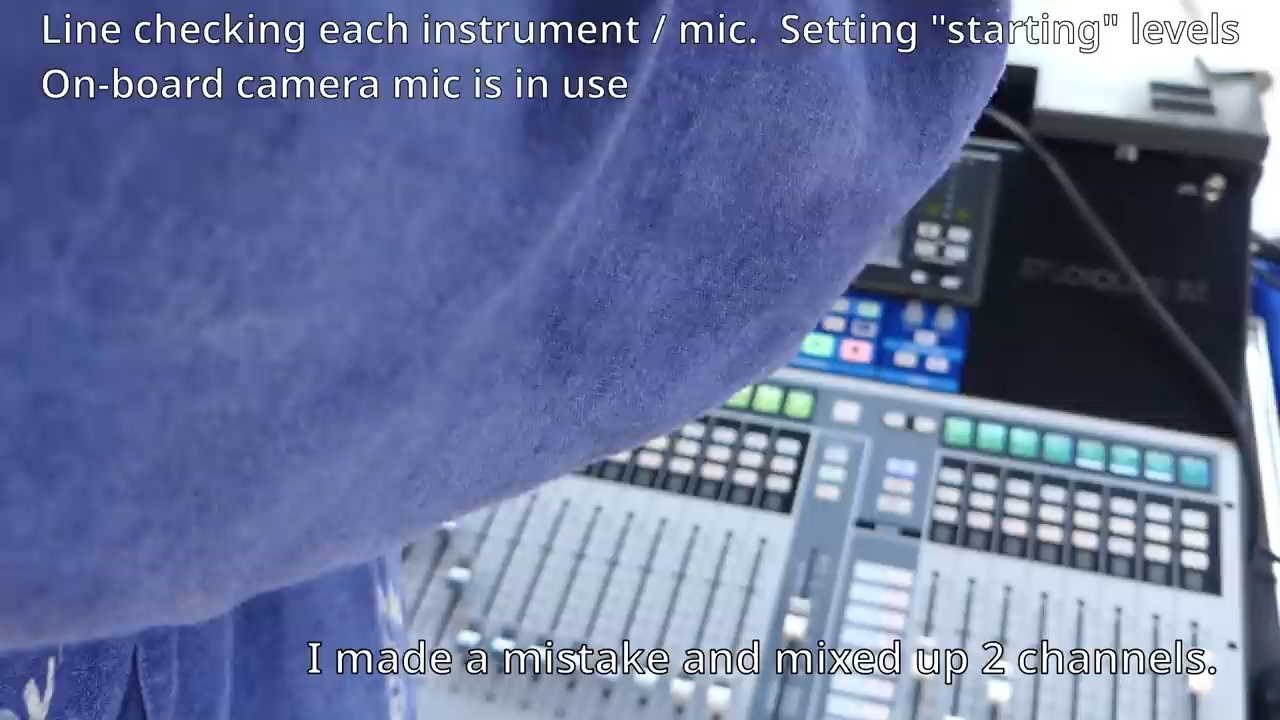 Line checking each instrument / mic.  Setting "starting" levels
On-board camera mic is in use
I made a mistake and mixed up 2 channels.